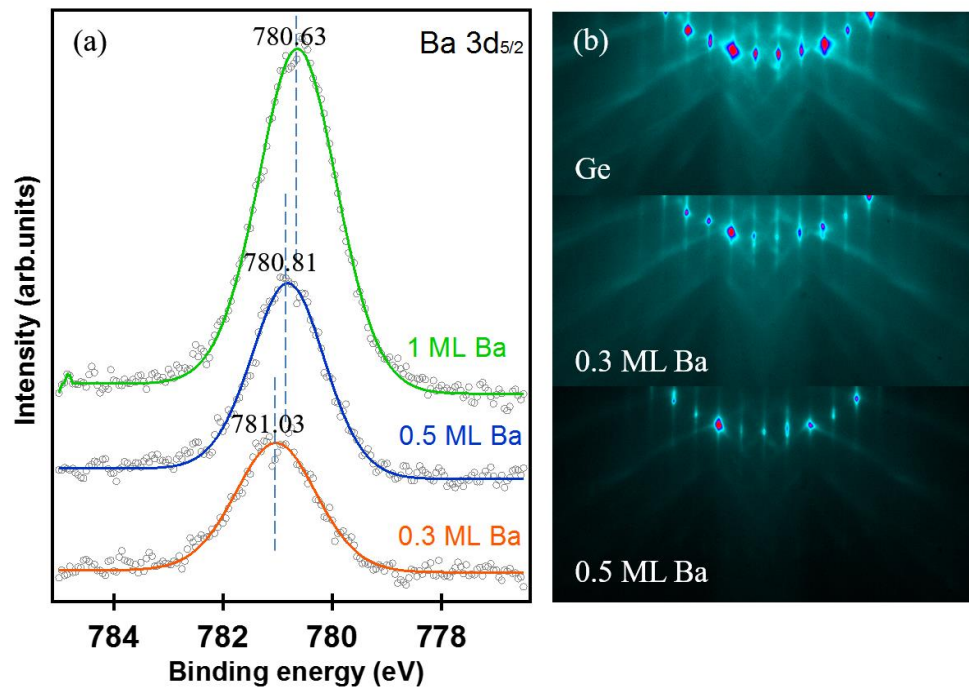 (a)
780.63
Ba 3d5/2
780.81
1 ML Ba
781.03
0.5 ML Ba
0.3 ML Ba
Intensity (arb.units)
784 782 780 778
Binding energy (eV)
(b)
Ge
0.3 ML Ba
0.5 ML Ba